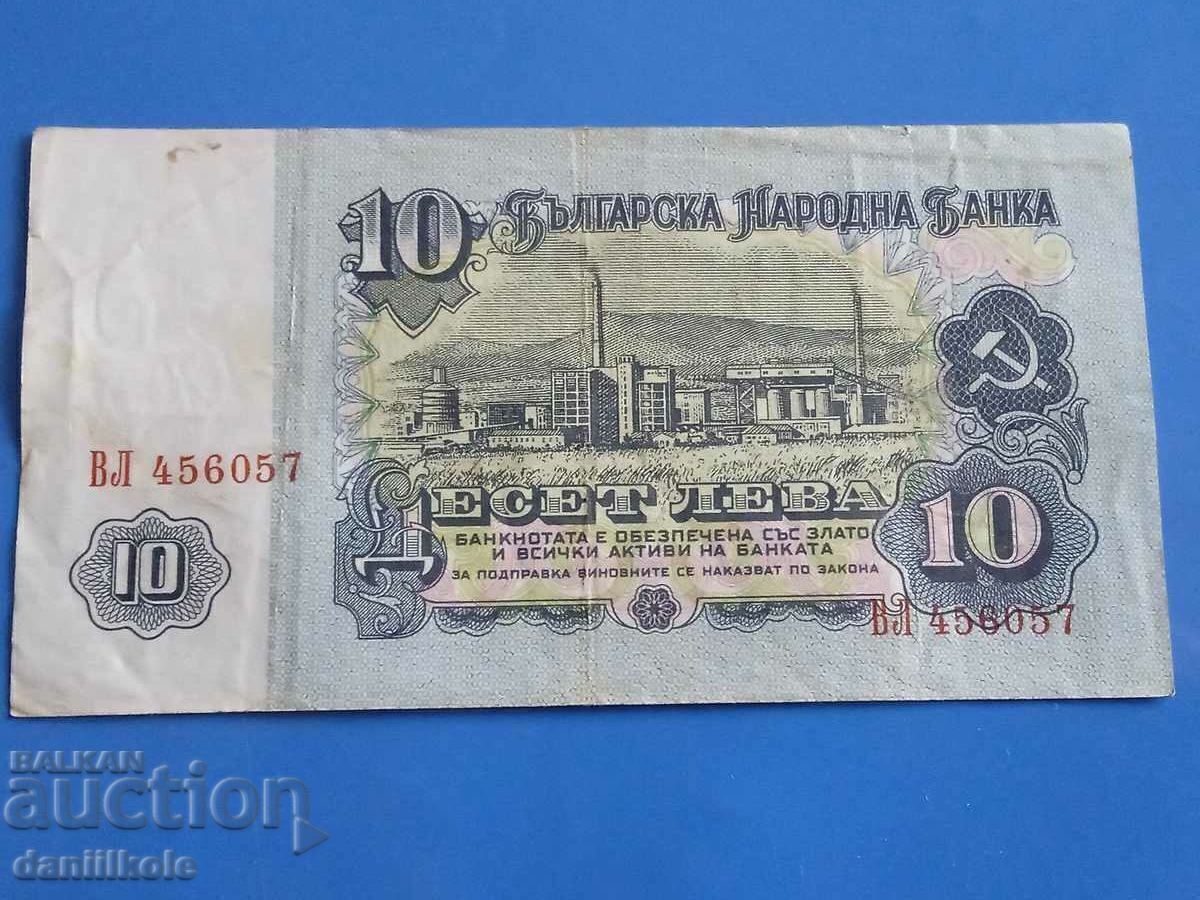 10 БЪЛГАРСКА НАРОДНА БАНКА
ВЛ 456057
10
ДЕСЕТ ЛЕВА
БАНКНОТАТА Е ОБЕЗПЕЧЕНА СЪС ЗЛАТО
И ВСИЧКИ АКТИВИ НА БАНКАТА
ЗА ПОДПРАВКА ВИНОВНИТЕ СЕ НАКАЗВАТ ПО ЗАКОНА
10
ВЛ 456057
BALKAN
auction
daniilkole